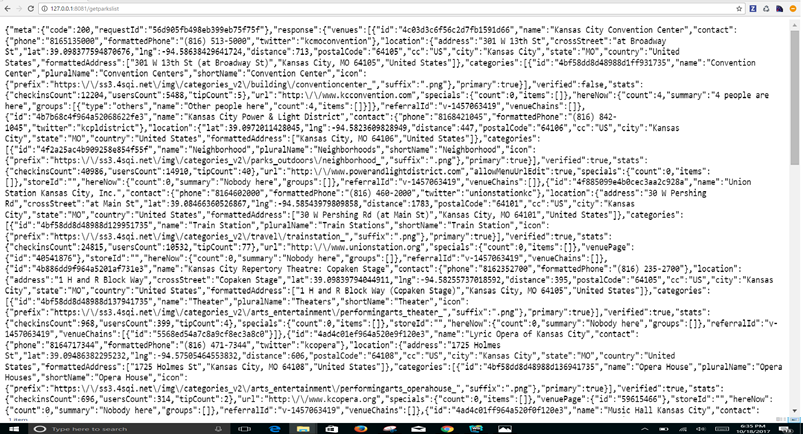 127.0.0.1:8081/getparkslist
{"meta":{"code":200,"requestId":"56d905fb498eb399eb75f75f"},"response":{"venues":[{"id":"4c03d3c6f56c2d7fb1591d66","name":"Kansas City Convention Center","contact":
{"phone":"8165135000","formattedPhone":"(816) 513-5000","twitter":"kcmoconvention"},"location":{"address":"301 W 13th St","crossStreet":"at Broadway
St","lat":39.098377594870676,"lng":-94.58638429641724,"distance":713,"postalCode":"64105","cc":"US","city":"Kansas City","state":"MO","country":"United
States","formattedAddress":["301 W 13th St (at Broadway St)","Kansas City, MO 64105","United States"]},"categories":[{"id":"4bf58dd8d48988d1ff931735","name":"Convention
Center","pluralName":"Convention Centers","shortName":"Convention Center","icon":
{"prefix":"https:\/\/ss3.4sqi.net\/img\/categories_v2\/building\/conventioncenter_","suffix":".png"},"primary":true}],"verified":false,"stats":
{"checkinsCount":12204,"usersCount":5488,"tipCount":5},"url":"http:\/\/www.kcconvention.com","specials":{"count":0,"items":[]},"hereNow":{"count":4,"summary":"4 people are
here","groups":[{"type":"others","name":"Other people here","count":4,"items":[]}]},"referralId":"v-1457063419","venueChains":[]},
{"id":"4b7b68c4f964a52068622fe3","name":"Kansas City Power & Light District","contact":{"phone":"8168421045","formattedPhone":"(816) 842-
1045","twitter":"kcpldistrict"},"location":{"lat":39.0972011428045,"lng":-94.5823609828949,"distance":447,"postalCode":"64106","cc":"US","city":"Kansas
City","state":"MO","country":"United States","formattedAddress":["Kansas City, MO 64106","United States"]},"categories":
[{"id":"4f2a25ac4b909258e854f55f","name":"Neighborhood","pluralName":"Neighborhoods","shortName":"Neighborhood","icon":
{"prefix":"https:\/\/ss3.4sqi.net\/img\/categories_v2\/parks_outdoors\/neighborhood_","suffix":".png"},"primary":true}],"verified":true,"stats":
{"checkinsCount":40986,"usersCount":14910,"tipCount":40},"url":"http:\/\/www.powerandlightdistrict.com","allowMenuUrlEdit":true,"specials":{"count":0,"items":
[]},"storeId":"","hereNow":{"count":0,"summary":"Nobody here","groups":[]},"referralId":"v-1457063419","venueChains":[]},{"id":"4f885099e4b0cec3aa2c928a","name":"Union
Station Kansas City, Inc.","contact":{"phone":"8164602000","formattedPhone":"(816) 460-2000","twitter":"unionstationkc"},"location":{"address":"30 W Pershing
Rd","crossStreet":"at Main St","lat":39.08466360526867,"lng":-94.58543979809858,"distance":1783,"postalCode":"64101","cc":"US","city":"Kansas
City","state":"MO","country":"United States","formattedAddress":["30 W Pershing Rd (at Main St)","Kansas City, MO 64101","United States"]},"categories":
[{"id":"4bf58dd8d48988d129951735","name":"Train Station","pluralName":"Train Stations","shortName":"Train Station","icon":
{"prefix":"https:\/\/ss3.4sqi.net\/img\/categories_v2\/travel\/trainstation_","suffix":".png"},"primary":true}],"verified":true,"stats":
{"checkinsCount":24815,"usersCount":10532,"tipCount":77},"url":"http:\/\/www.unionstation.org","specials":{"count":0,"items":[]},"venuePage":
{"id":"40541876"},"storeId":"","hereNow":{"count":0,"summary":"Nobody here","groups":[]},"referralId":"v-1457063419","venueChains":[]},
{"id":"4b886dd9f964a5201af731e3","name":"Kansas City Repertory Theatre: Copaken Stage","contact":{"phone":"8162352700","formattedPhone":"(816) 235-2700"},"location":
{"address":"1 H and R Block Way","crossStreet":"Copaken Stage","lat":39.09839794044911,"lng":-94.58255737018592,"distance":395,"postalCode":"64105","cc":"US","city":"Kansas
City","state":"MO","country":"United States","formattedAddress":["1 H and R Block Way (Copaken Stage)","Kansas City, MO 64105","United States"]},"categories":
[{"id":"4bf58dd8d48988d137941735","name":"Theater","pluralName":"Theaters","shortName":"Theater","icon":
{"prefix":"https:\/\/ss3.4sqi.net\/img\/categories_v2\/arts_entertainment\/performingarts_theater_","suffix":".png"},"primary":true}],"verified":true,"stats":
{"checkinsCount":968,"usersCount":399,"tipCount":4},"specials":{"count":0,"items":[]},"storeId":"","hereNow":{"count":0,"summary":"Nobody here","groups":[]},"referralId":"v-
1457063419","venueChains":[{"id":"5568ed54a7c8a9cf8ec3a8c0"}]},{"id":"4ad4c01ef964a520e9f120e3","name":"Lyric Opera of Kansas City","contact":
{"phone":"8164717344","formattedPhone":"(816) 471-7344","twitter":"kcopera"},"location":{"address":"1725 Holmes
St","lat":39.09486382295232,"lng":-94.57505464553832,"distance":606,"postalCode":"64108","cc":"US","city":"Kansas City","state":"MO","country":"United
States","formattedAddress":["1725 Holmes St","Kansas City, MO 64108","United States"]},"categories":[{"id":"4bf58dd8d48988d136941735","name":"Opera House","pluralName":"Opera
Houses","shortName":"Opera House","icon":
{"prefix":"https:\/\/ss3.4sqi.net\/img\/categories_v2\/arts_entertainment\/performingarts_operahouse_","suffix":".png"},"primary":true}],"verified":true,"stats":
{"checkinsCount":696,"usersCount":314,"tipCount":2},"url":"http:\/\/www.kcopera.org","specials":{"count":0,"items":[]},"venuePage":{"id":"59615466"},"storeId":"","hereNow":
{"count":0,"summary":"Nobody here","groups":[]},"referralId":"v-1457063419","venueChains":[]},{"id":"4ad4c01ff964a520f0f120e3","name":"Music Hall Kansas City","contact":
Type here to search
6:35 PM
10/18/2017